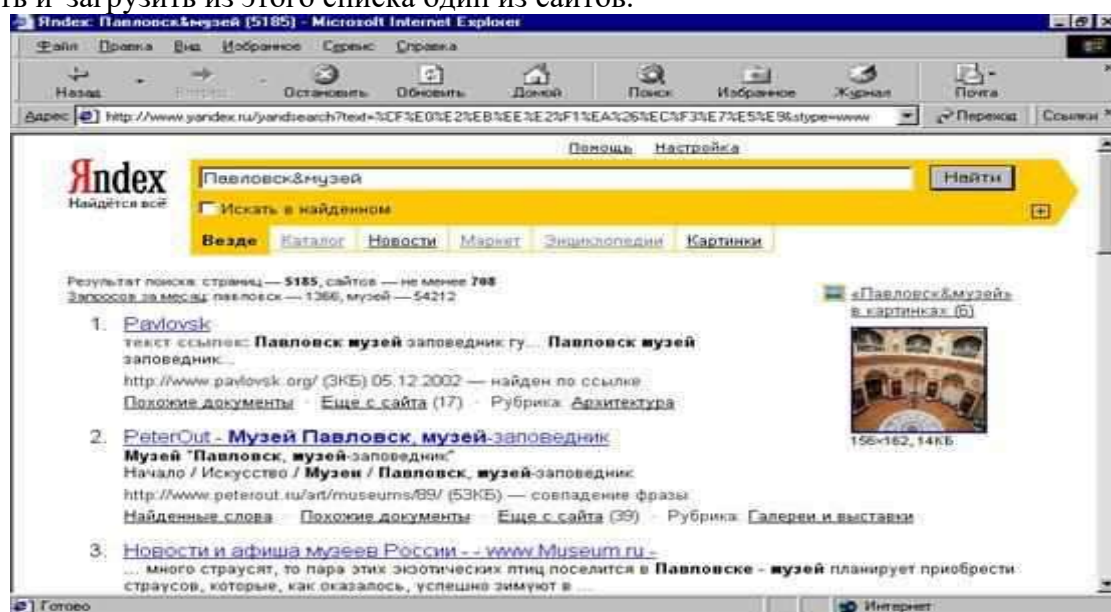 ть и загрузить из этого списка один из сайтов.
Яndex: Павловск&музей (5185) - Microsoft Internet Explorer
Файл Правка Вид Избранное Сервис Справка
Назад Вперед Остановить Обновить Домой Поиск Избранное Журнал Почта
Адрес http://www.yandex.ru/yandsearch?text=%CF%E0%E2%EB%EE%E2%F1%EA%26%EC%F3%E7%E5%E9&stype=www Переход Ссылки
Помощь Настройка
Яndex Павловск&музей Найти
Найдётся всё Искать в найденном
Везде Каталог Новости Маркет Энциклопедии Картинки
Результат поиска: страниц — 5185, сайтов — не менее 708
Запросов за месяц: павловск — 1366, музей — 54212
«Павловск&музей»
в картинках (6)
1. Pavlovsk
текст ссылок: Павловск музей заповедник гу... Павловск музей
заповедник...
http://www.pavlovsk.org/ (3КБ) 05.12.2002 — найден по ссылке
Похожие документы · Еще с сайта (17) · Рубрика: Архитектура
156×162, 14КБ
2. PeterOut - Музей Павловск, музей-заповедник
Музей "Павловск, музей-заповедник"
Начало / Искусство / Музеи / Павловск, музей-заповедник
http://www.peterout.ru/art/museums/89/ (53КБ) — совпадение фразы
Найденные слова · Похожие документы · Еще с сайта (39) · Рубрика: Галереи и выставки
3. Новости и афиша музеев России - - www.Museum.ru -
... много страусят, то пара этих экзотических птиц поселится в Павловске - музей планирует приобрести
страусов, которые, как оказалось, успешно зимуют в ...
Готово Интернет